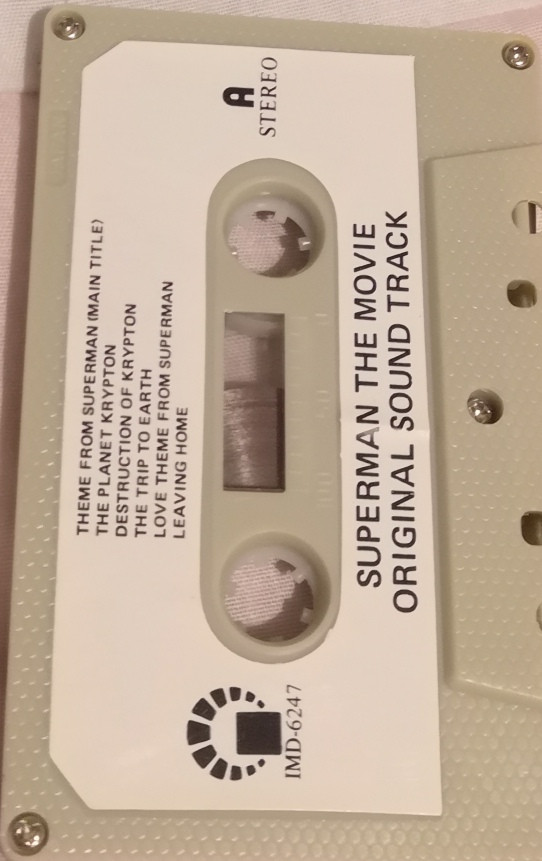 THEME FROM SUPERMAN (MAIN TITLE)
THE PLANET KRYPTON
DESTRUCTION OF KRYPTON
THE TRIP TO EARTH
LOVE THEME FROM SUPERMAN
LEAVING HOME
IMD-6247
A
STEREO
SUPERMAN THE MOVIE
ORIGINAL SOUND TRACK